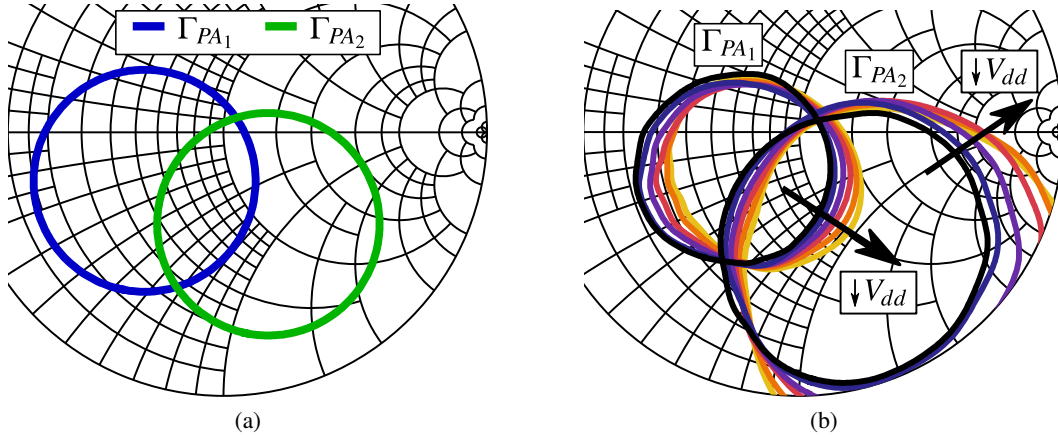 Γ_{PA_1} Γ_{PA_2}
(a)
Γ_{PA_1}
Γ_{PA_2}
↓ V_{dd}
↓ V_{dd}
(b)